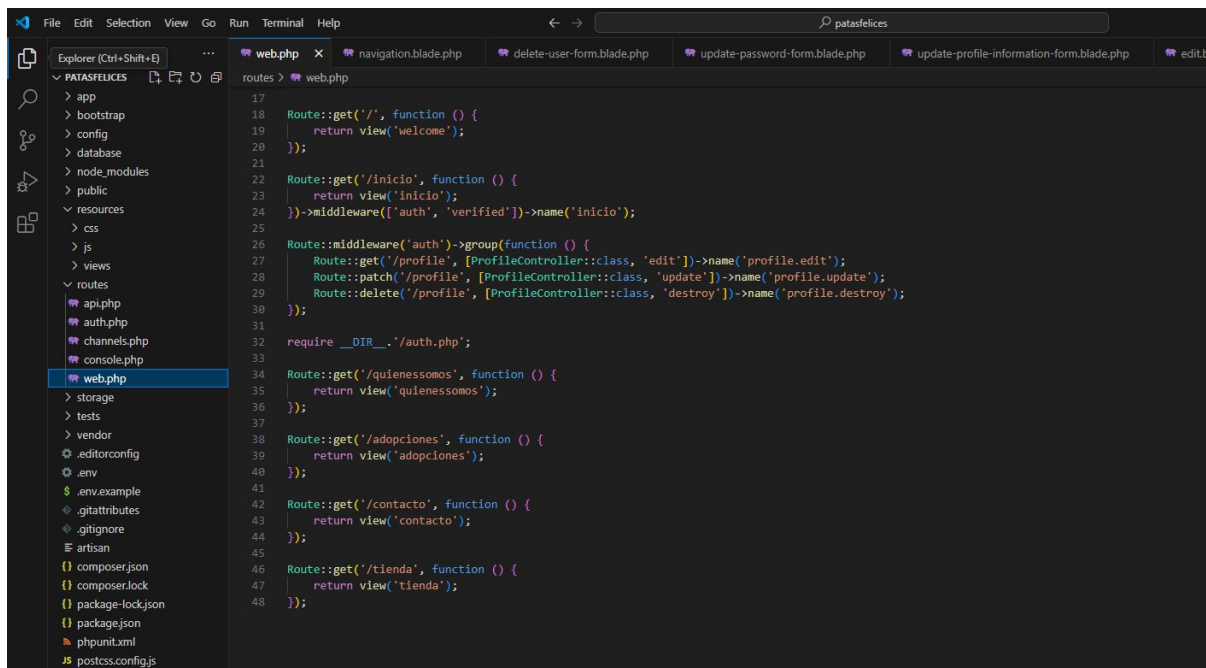 File Edit Selection View Go Run Terminal Help
patasfelices
Explorer (Ctrl+Shift+E)
...
web.php
navigation.blade.php
delete-user-form.blade.php
update-password-form.blade.php
update-profile-information-form.blade.php
edit.b
PATASFELICES
routes > web.php
app
bootstrap
config
database
node_modules
public
resources
css
js
views
routes
api.php
auth.php
channels.php
console.php
web.php
storage
tests
vendor
.editorconfig
.env
$ .env.example
.gitattributes
.gitignore
artisan
{} composer.json
{} composer.lock
{} package-lock.json
{} package.json
phpunit.xml
JS postcss.config.js
17
18 Route::get('/', function () {
19 return view('welcome');
20 });
21
22 Route::get('/inicio', function () {
23 return view('inicio');
24 })->middleware(['auth', 'verified'])->name('inicio');
25
26 Route::middleware('auth')->group(function () {
27 Route::get('/profile', [ProfileController::class, 'edit'])->name('profile.edit');
28 Route::patch('/profile', [ProfileController::class, 'update'])->name('profile.update');
29 Route::delete('/profile', [ProfileController::class, 'destroy'])->name('profile.destroy');
30 });
31
32 require __DIR__.'/auth.php';
33
34 Route::get('/quienessomos', function () {
35 return view('quienessomos');
36 });
37
38 Route::get('/adopciones', function () {
39 return view('adopciones');
40 });
41
42 Route::get('/contacto', function () {
43 return view('contacto');
44 });
45
46 Route::get('/tienda', function () {
47 return view('tienda');
48 });